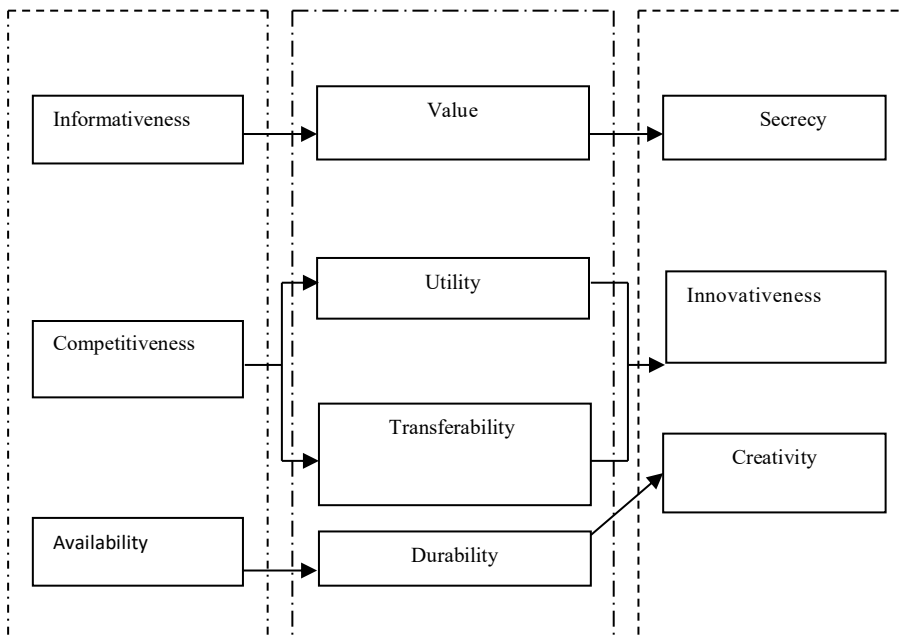 Informativeness
Value
Secrecy
Utility
Innovativeness
Competitiveness
Transferability
Creativity
Availability
Durability